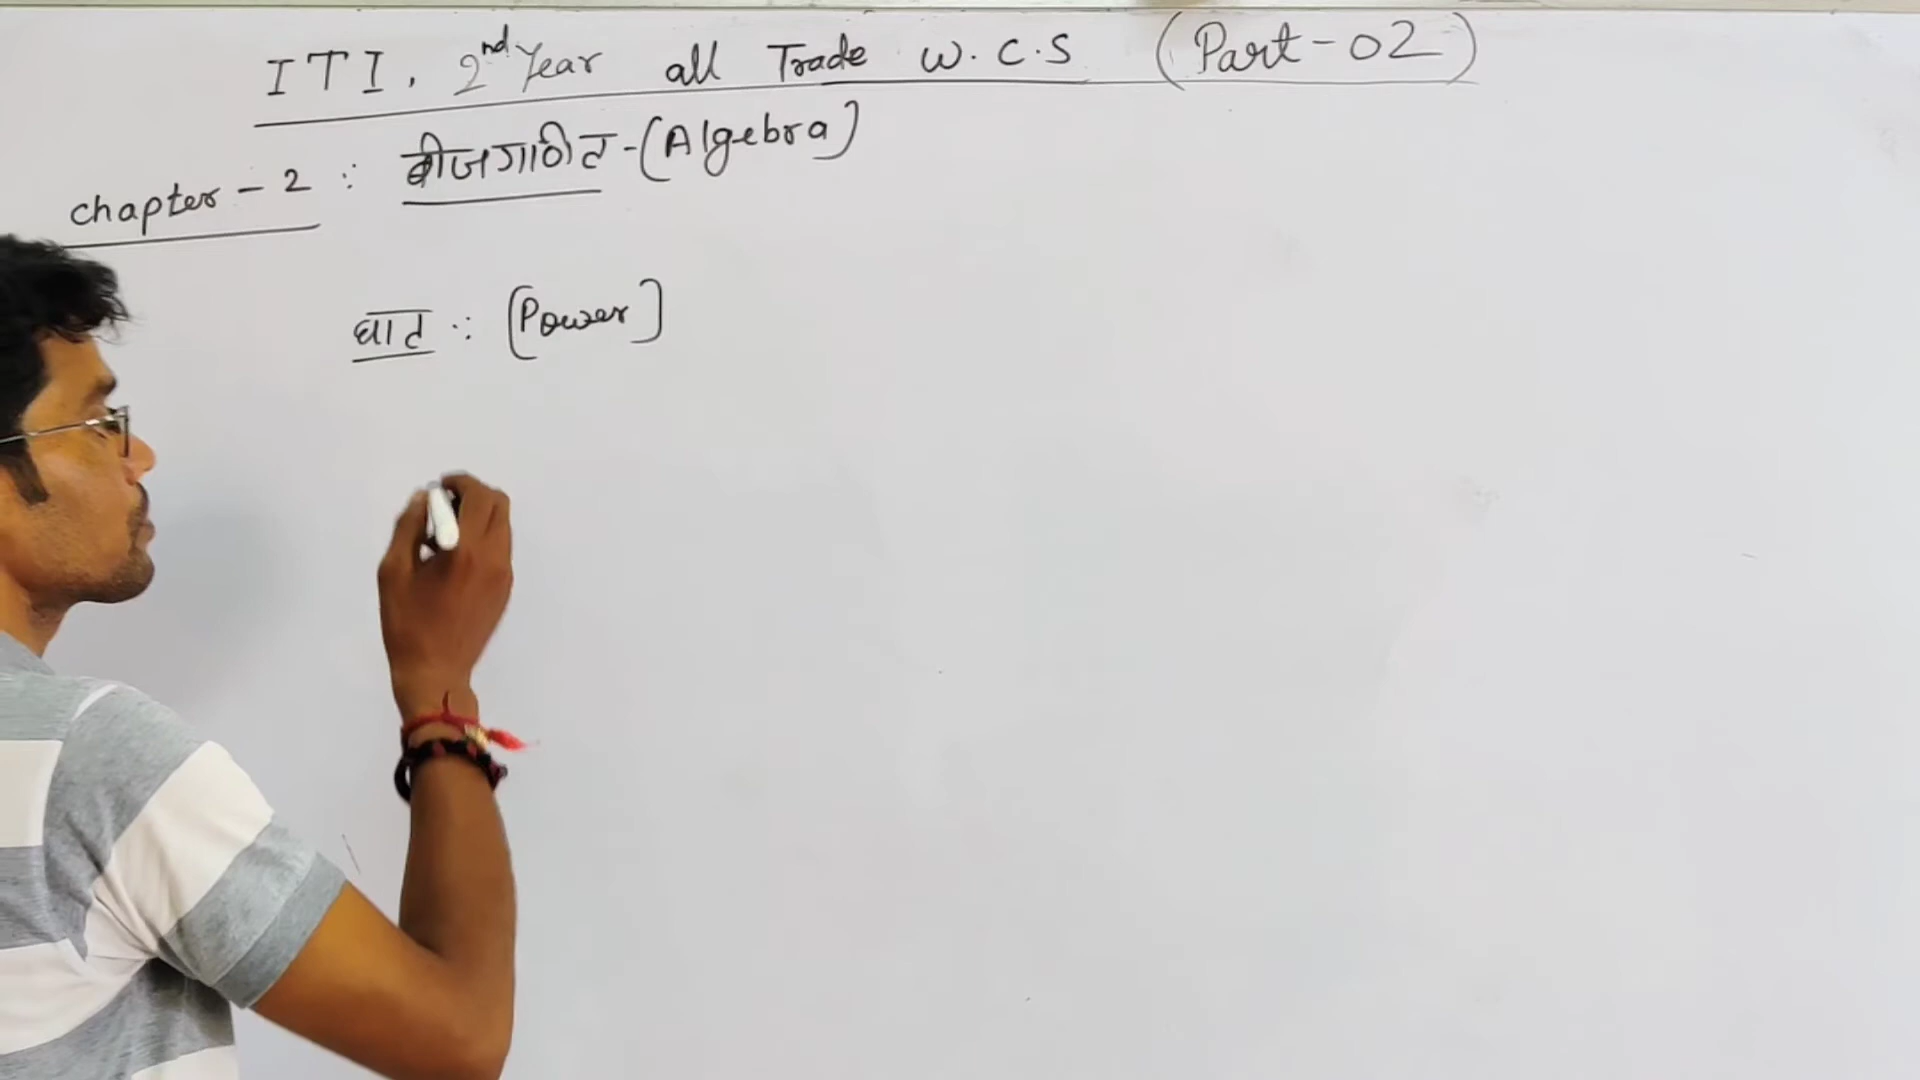 ITI, 2nd Year all Trade W.C.S (Part-02)
chapter-2 : बीजगणित-(Algebra)
घात : [Power]